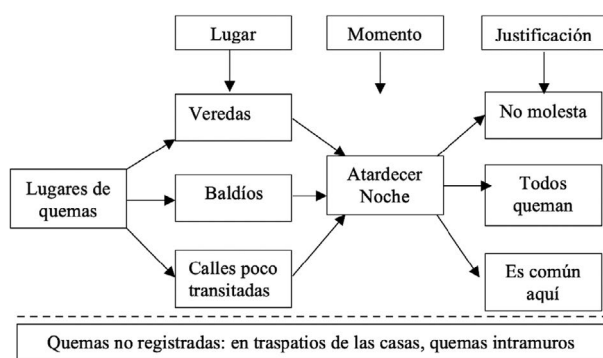 Lugar
Momento
Justificación
Veredas
No molesta
Lugares de
quemas
Baldíos
Atardecer
Noche
Todos
queman
Calles poco
transitadas
Es común
aquí
Quemas no registradas: en traspatios de las casas, quemas intramuros